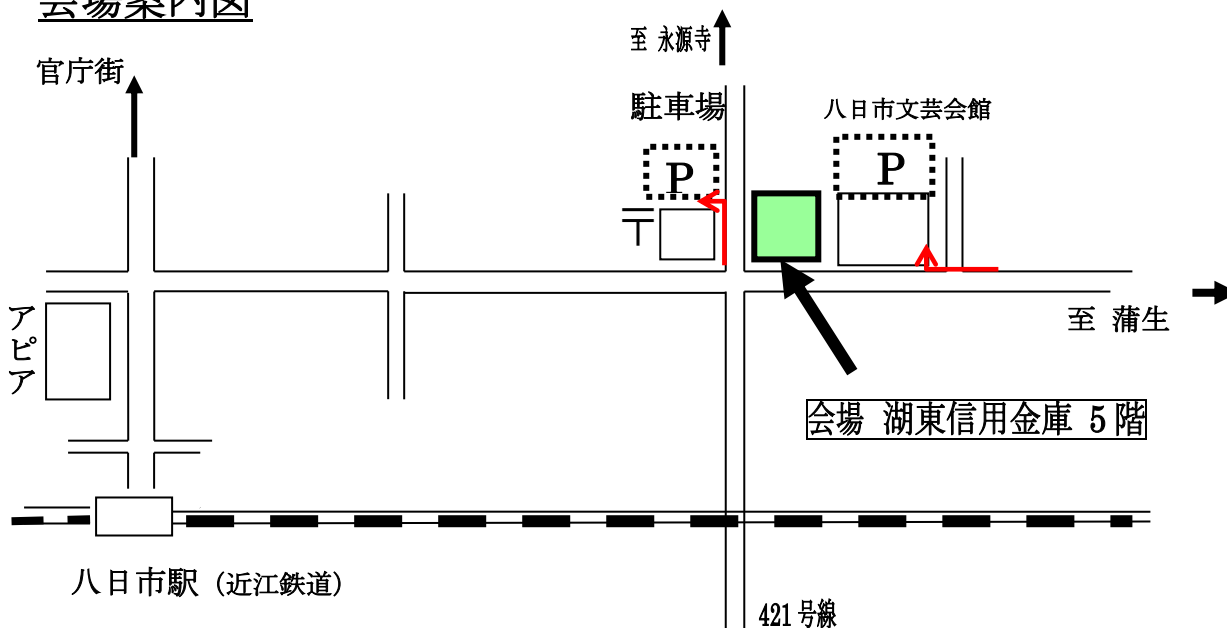 会場案内図
至 永源寺
官庁街
駐車場
八日市文芸会館
P
P
〒
アピア
至 蒲生
会場 湖東信用金庫 5階
八日市駅（近江鉄道）
421号線